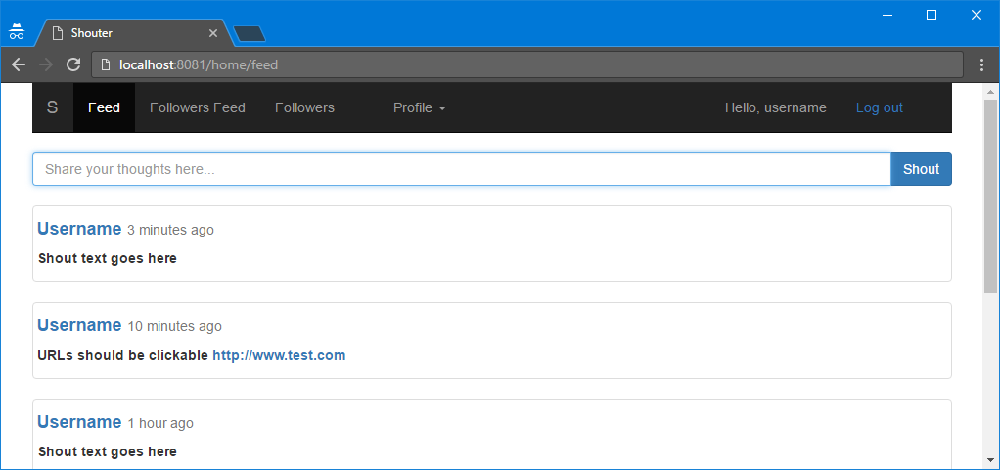 Shouter
localhost:8081/home/feed
S Feed Followers Feed Followers Profile Hello, username Log out
Share your thoughts here... Shout
Username 3 minutes ago
Shout text goes here
Username 10 minutes ago
URLs should be clickable http://www.test.com
Username 1 hour ago
Shout text goes here